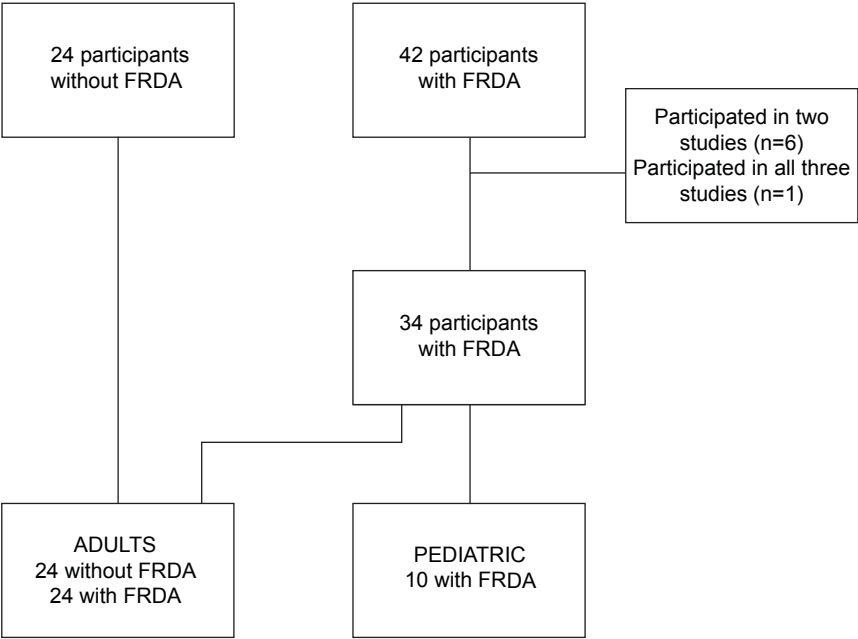 24 participants
without FRDA
42 participants
with FRDA
Participated in two
studies (n=6)
Participated in all three
studies (n=1)
34 participants
with FRDA
ADULTS
24 without FRDA
24 with FRDA
PEDIATRIC
10 with FRDA